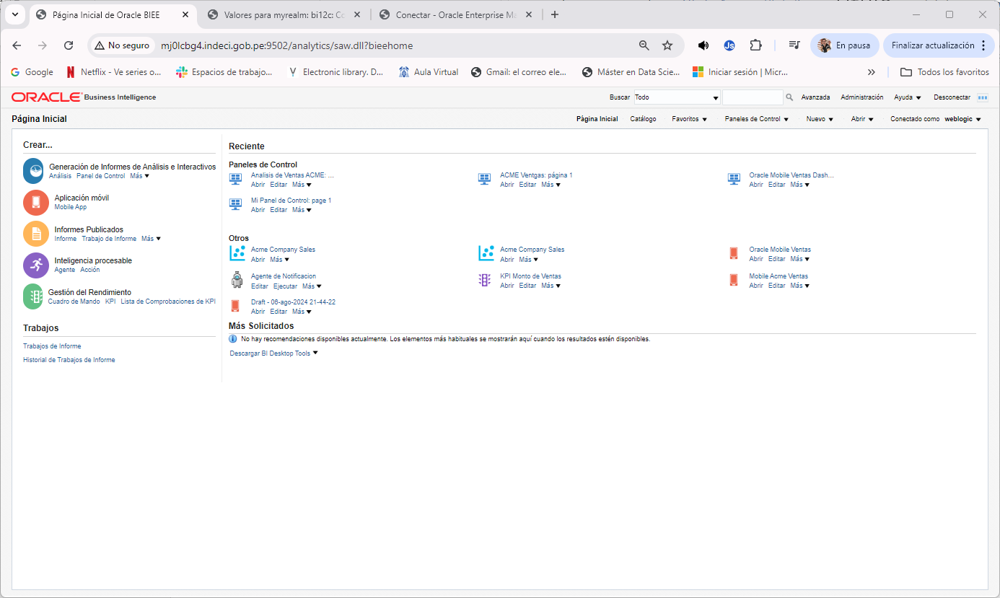 Página Inicial de Oracle BIEE
Valores para myrealm: bi12c: Co
Conectar - Oracle Enterprise Ma
No seguro
mj0lcbg4.indeci.gob.pe:9502/analytics/saw.dll?bieehome
Js
En pausa
Finalizar actualización
Google
Netflix - Ve series o...
Espacios de trabajo...
Electronic library. D...
Aula Virtual
Gmail: el correo ele...
Máster en Data Scie...
Iniciar sesión | Micr...
Todos los favoritos
ORACLE Business Intelligence
Buscar Todo Avanzada Administración Ayuda Desconectar
Página Inicial
Página Inicial Catálogo Favoritos Paneles de Control Nuevo Abrir Conectado como weblogic
Crear...
Generación de Informes de Análisis e Interactivos
Análisis Panel de Control Más
Aplicación móvil
Mobile App
Informes Publicados
Informe Trabajo de Informe Más
Inteligencia procesable
Agente Acción
Gestión del Rendimiento
Cuadro de Mando KPI Lista de Comprobaciones de KPI
Trabajos
Trabajos de Informe
Historial de Trabajos de Informe
Reciente
Paneles de Control
Analisis de Ventas ACME: ...
Abrir Editar Más
ACME Ventgas: página 1
Abrir Editar Más
Oracle Mobile Ventas Dash...
Abrir Editar Más
Mi Panel de Control: page 1
Abrir Editar Más
Otros
Acme Company Sales
Abrir Más
Acme Company Sales
Abrir Más
Oracle Mobile Ventas
Abrir Editar Más
Agente de Notificacion
Editar Ejecutar Más
KPI Monto de Ventas
Abrir Editar Más
Mobile Acme Ventas
Abrir Editar Más
Draft - 06-ago-2024 21-44-22
Abrir Editar Más
Más Solicitados
No hay recomendaciones disponibles actualmente. Los elementos más habituales se mostrarán aquí cuando los resultados estén disponibles.
Descargar BI Desktop Tools